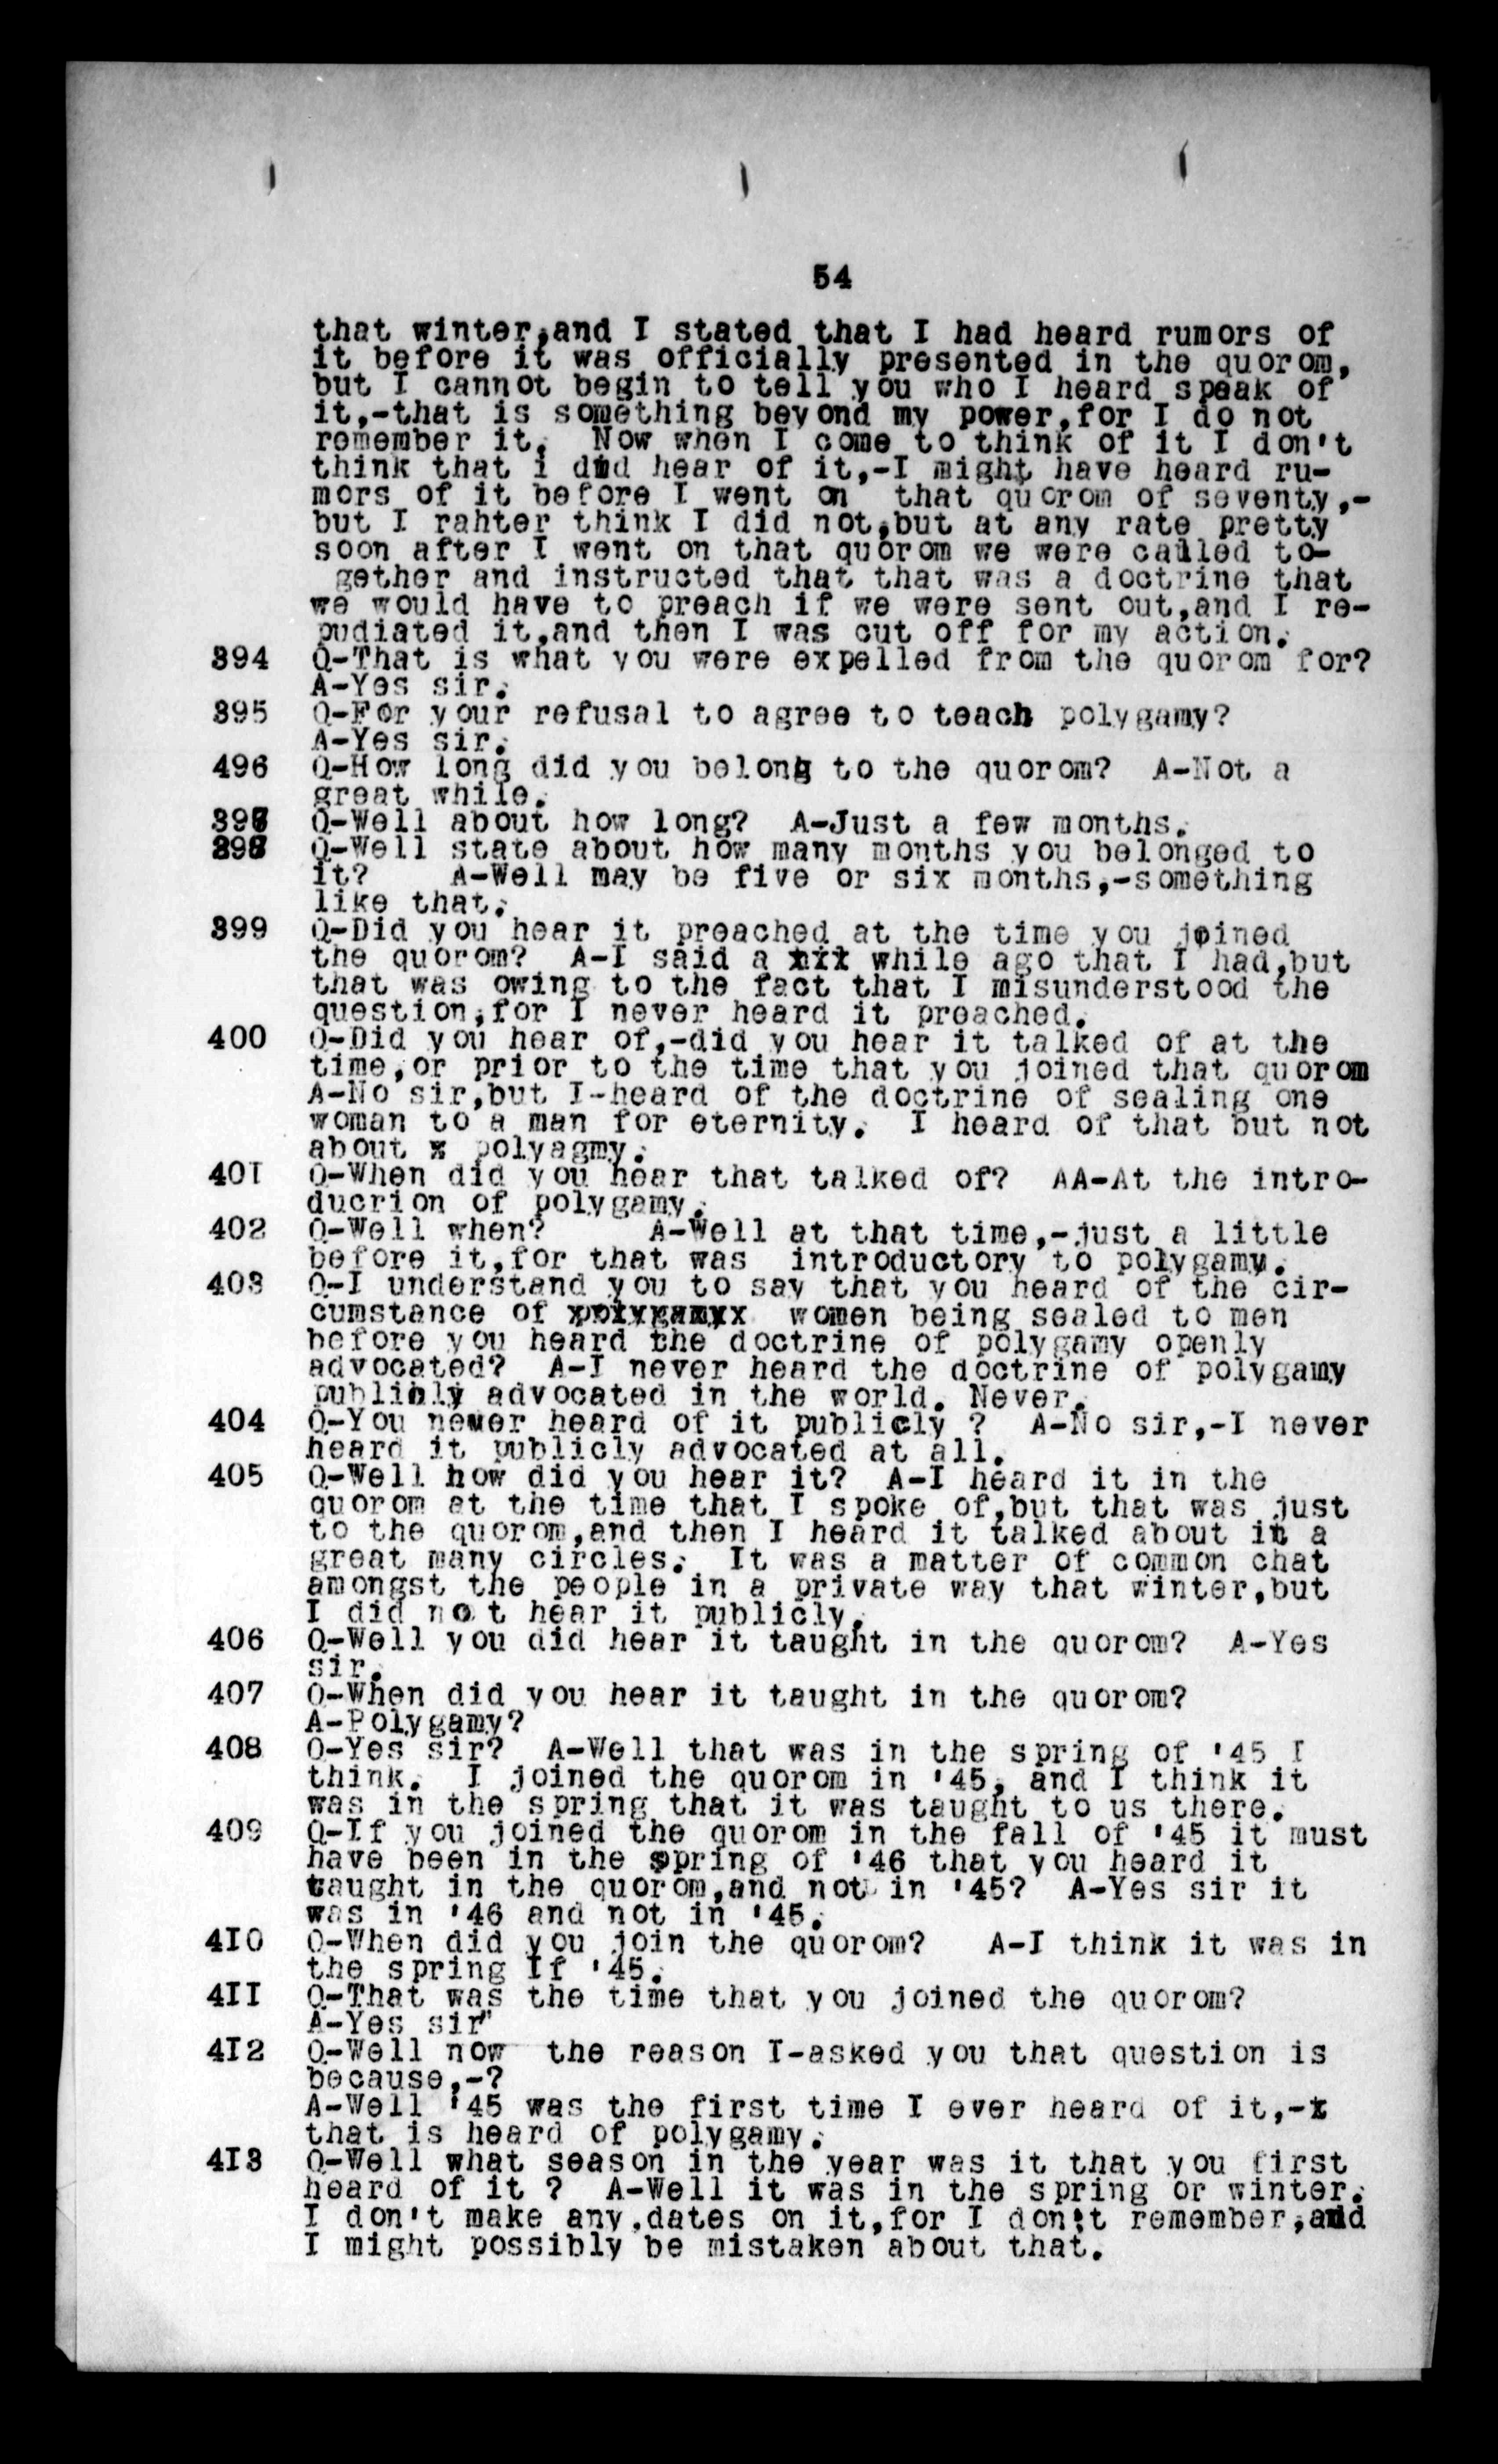 54
that winter,and I stated that I had heard rumors of
it before it was officially presented in the quorom,
but I cannot begin to tell you who I heard speak of
it,-that is something beyond my power,for I do not
remember it. Now when I come to think of it I don't
think that i did hear of it,-I might have heard ru-
mors of it before I went on that quorom of seventy,-
but I rahter think I did not,but at any rate pretty
soon after I went on that quorom we were called to-
gether and instructed that that was a doctrine that
we would have to preach if we were sent out,and I re-
pudiated it,and then I was cut off for my action.
394 Q-That is what you were expelled from the quorom for?
A-Yes sir.
395 Q-For your refusal to agree to teach polygamy?
A-Yes sir.
496 Q-How long did you belong to the quorom? A-Not a
great while.
397 Q-Well about how long? A-Just a few months.
398 Q-Well state about how many months you belonged to
it? A-Well may be five or six months,-something
like that.
399 Q-Did you hear it preached at the time you joined
the quorom? A-I said a xxx while ago that I had,but
that was owing to the fact that I misunderstood the
question,for I never heard it preached.
400 Q-Did you hear of,-did you hear it talked of at the
time,or prior to the time that you joined that quorom
A-No sir,but I-heard of the doctrine of sealing one
woman to a man for eternity. I heard of that but not
about x polyagmy.
401 Q-When did you hear that talked of? AA-At the intro-
ducrion of polygamy.
402 Q-Well when? A-Well at that time,-just a little
before it,for that was introductory to polygamy.
403 Q-I understand you to say that you heard of the cir-
cumstance of xpolygamyx women being sealed to men
before you heard the doctrine of polygamy openly
advocated? A-I never heard the doctrine of polygamy
publicly advocated in the world. Never.
404 Q-You never heard of it publicly ? A-No sir,-I never
heard it publicly advocated at all.
405 Q-Well how did you hear it? A-I heard it in the
quorom at the time that I spoke of,but that was just
to the quorom,and then I heard it talked about in a
great many circles. It was a matter of common chat
amongst the people in a private way that winter,but
I did not hear it publicly.
406 Q-Well you did hear it taught in the quorom? A-Yes
sir.
407 Q-When did you hear it taught in the quorom?
A-Polygamy?
408 Q-Yes sir? A-Well that was in the spring of '45 I
think. I joined the quorom in '45, and I think it
was in the spring that it was taught to us there.
409 Q-If you joined the quorom in the fall of '45 it must
have been in the spring of '46 that you heard it
taught in the quorom,and not in '45? A-Yes sir it
was in '46 and not in '45.
410 Q-When did you join the quorom? A-I think it was in
the spring If '45.
411 Q-That was the time that you joined the quorom?
A-Yes sir"
412 Q-Well now the reason I-asked you that question is
because,-?
A-Well '45 was the first time I ever heard of it,-x
that is heard of polygamy.
413 Q-Well what season in the year was it that you first
heard of it ? A-Well it was in the spring or winter.
I don't make any.dates on it,for I don;t remember,and
I might possibly be mistaken about that.